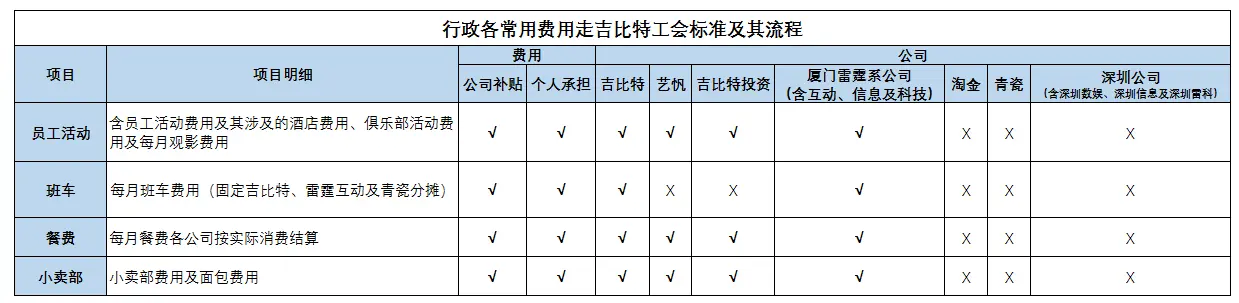 行政各常用费用走吉比特工会标准及其流程
项目 项目明细 费用 公司
公司补贴 个人承担 吉比特 艺帆 吉比特投资 厦门雷霆系公司 淘金 青瓷 深圳公司
(含互动、信息及科技) (含深圳数娱、深圳信息及深圳雷科)
员工活动 含员工活动费用及其涉及的酒店费用、俱乐部活动费 √ √ √ √ √ √ X X X
用及每月观影费用
班车 每月班车费用（固定吉比特、雷霆互动及青瓷分摊） √ √ √ X X √ X X X
餐费 每月餐费各公司按实际消费结算 √ √ √ √ √ √ X X X
小卖部 小卖部费用及面包费用 √ √ √ √ √ √ X X X